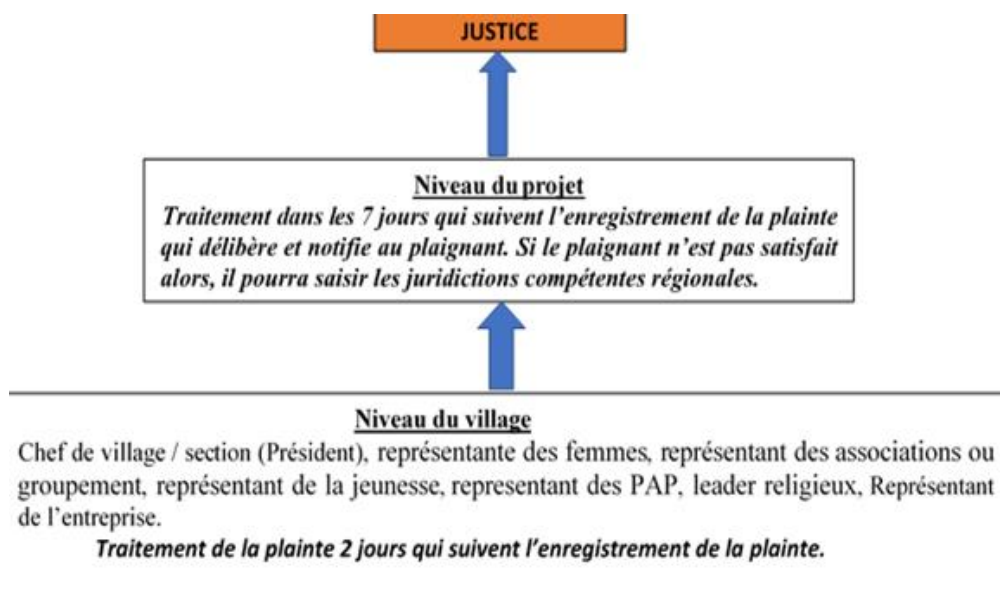 JUSTICE
Niveau du projet
Traitement dans les 7 jours qui suivent l’enregistrement de la plainte
qui délibère et notifie au plaignant. Si le plaignant n’est pas satisfait
alors, il pourra saisir les juridictions compétentes régionales.
Niveau du village
Chef de village / section (Président), représentante des femmes, représentant des associations ou
groupement, représentant de la jeunesse, representant des PAP, leader religieux, Représentant
de l’entreprise.
Traitement de la plainte 2 jours qui suivent l’enregistrement de la plainte.